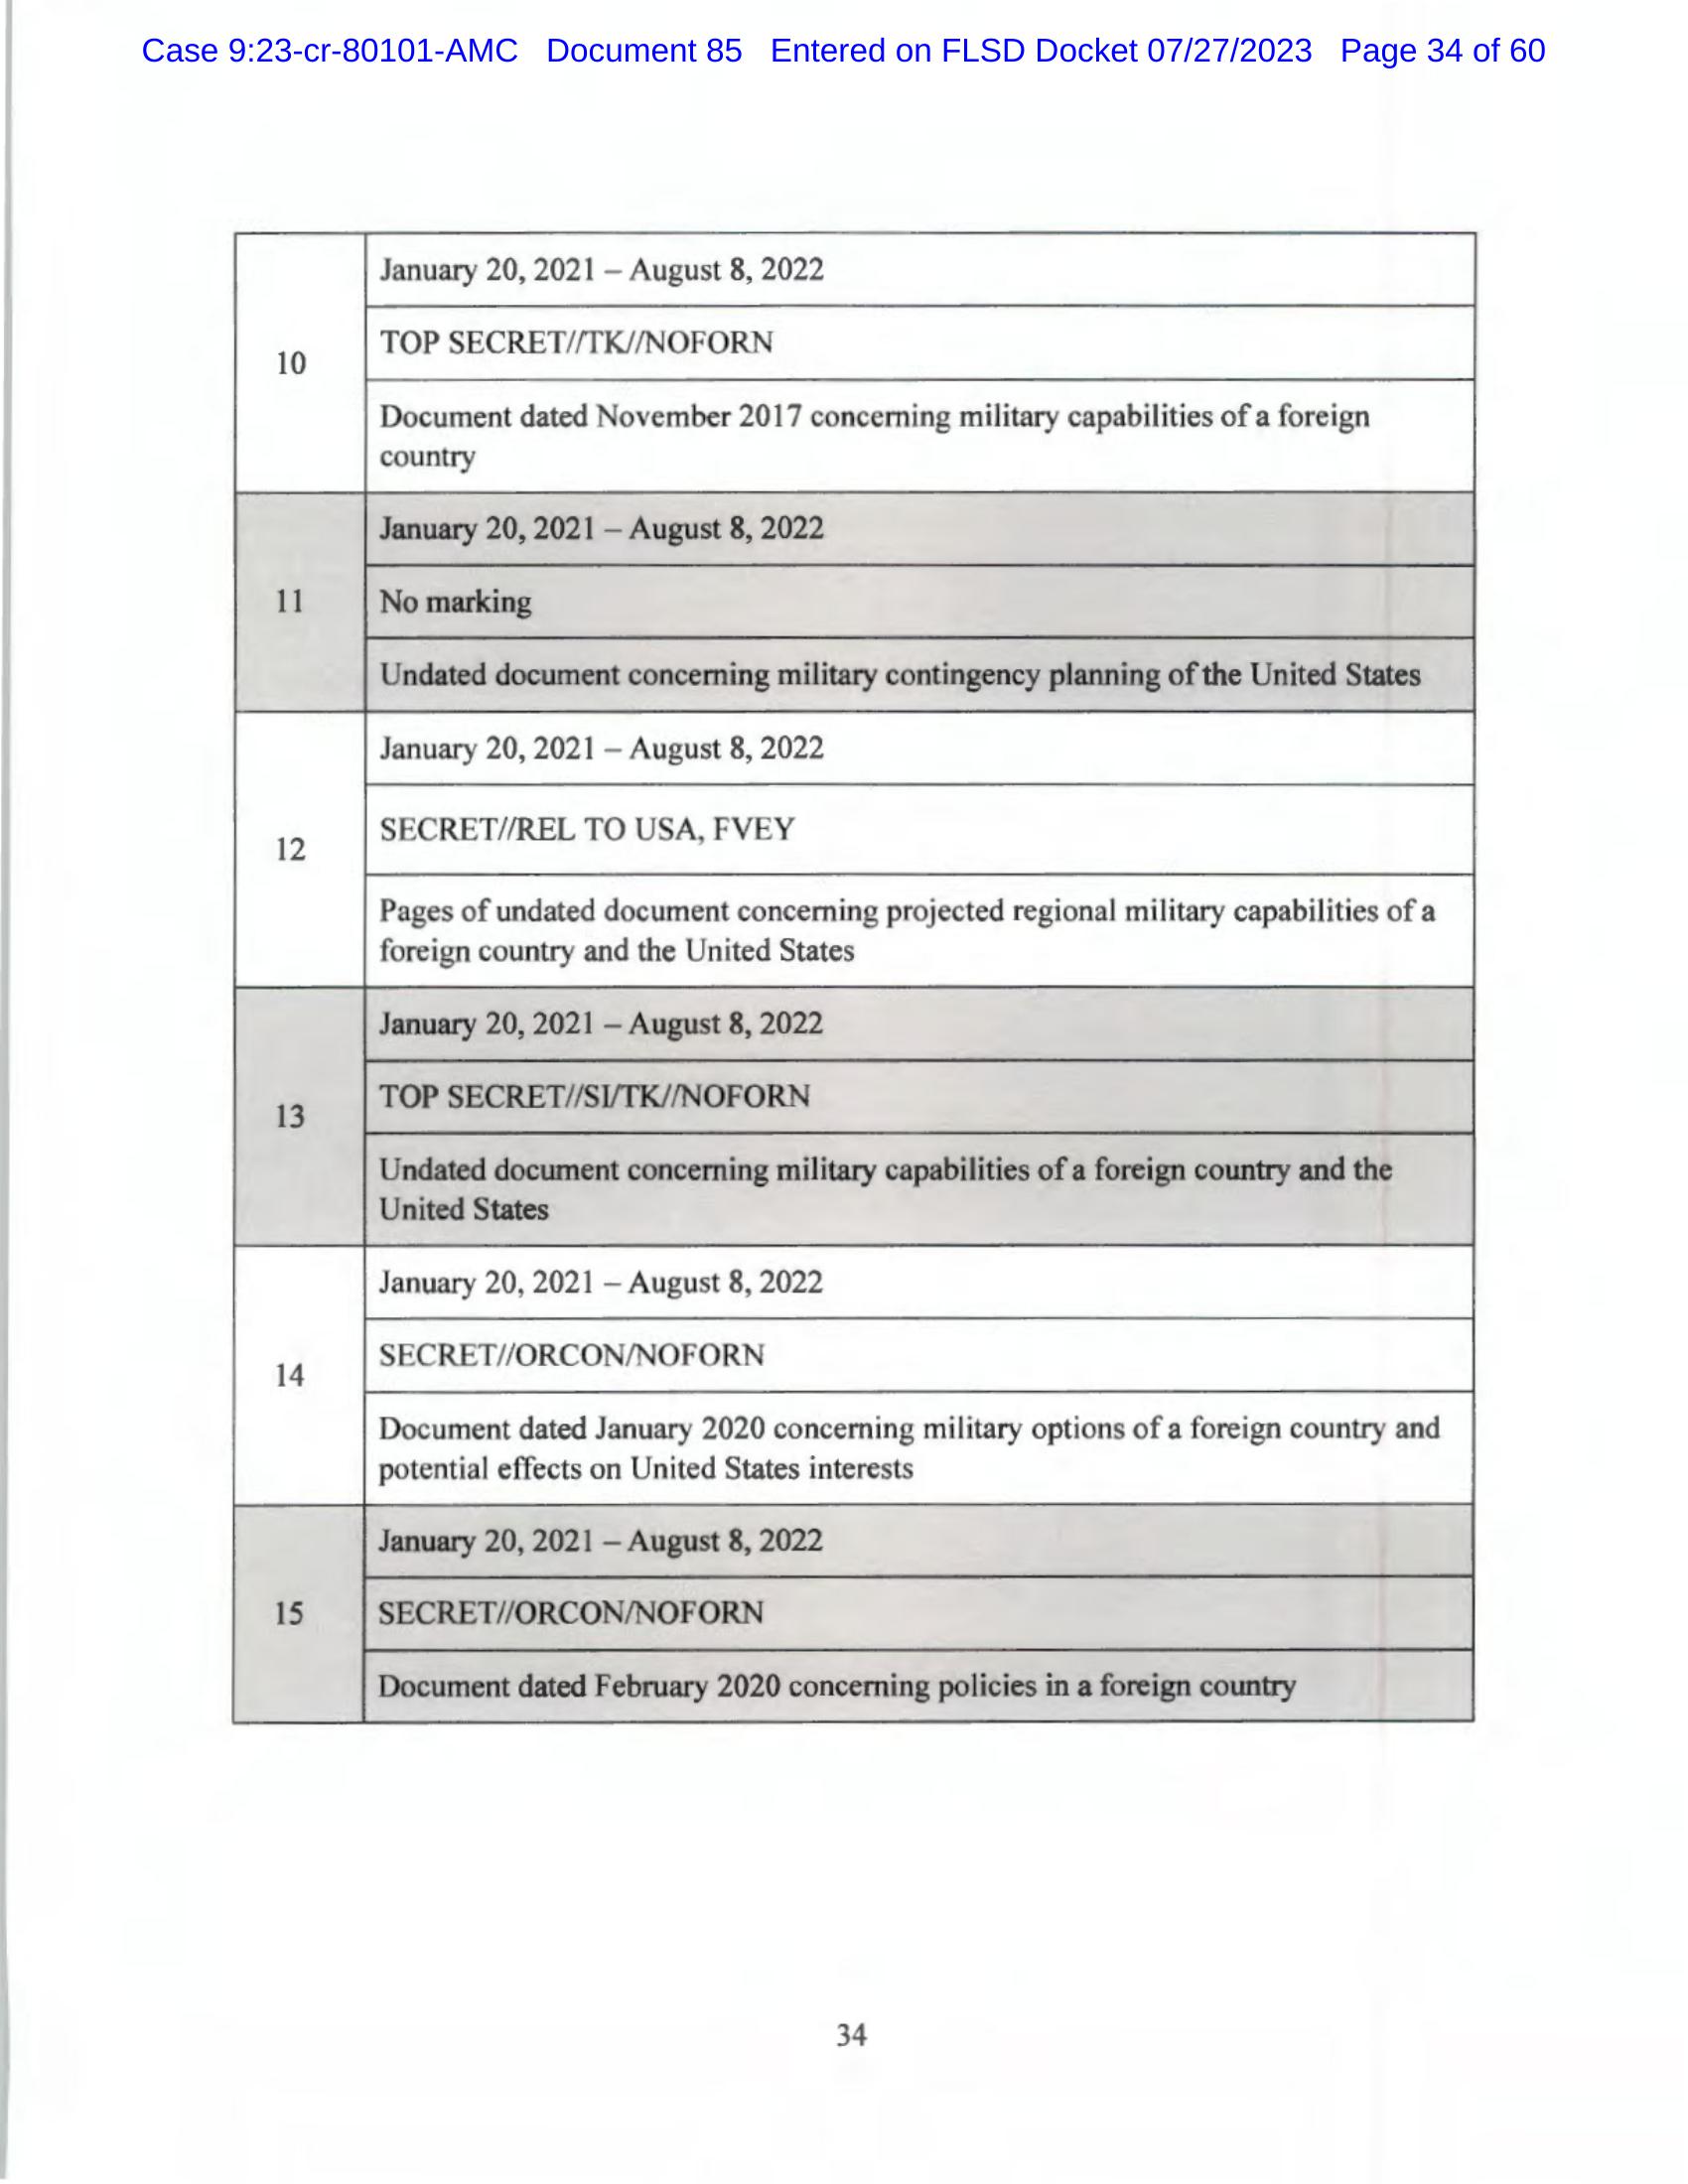 Case 9:23-cr-80101-AMC Document 85 Entered on FLSD Docket 07/27/2023 Page 34 of 60
10
January 20, 2021 – August 8, 2022
TOP SECRET//TK//NOFORN
Document dated November 2017 concerning military capabilities of a foreign
country
11
January 20, 2021 – August 8, 2022
No marking
Undated document concerning military contingency planning of the United States
12
January 20, 2021 – August 8, 2022
SECRET//REL TO USA, FVEY
Pages of undated document concerning projected regional military capabilities of a
foreign country and the United States
13
January 20, 2021 – August 8, 2022
TOP SECRET//SI/TK//NOFORN
Undated document concerning military capabilities of a foreign country and the
United States
14
January 20, 2021 – August 8, 2022
SECRET//ORCON/NOFORN
Document dated January 2020 concerning military options of a foreign country and
potential effects on United States interests
15
January 20, 2021 – August 8, 2022
SECRET//ORCON/NOFORN
Document dated February 2020 concerning policies in a foreign country
34